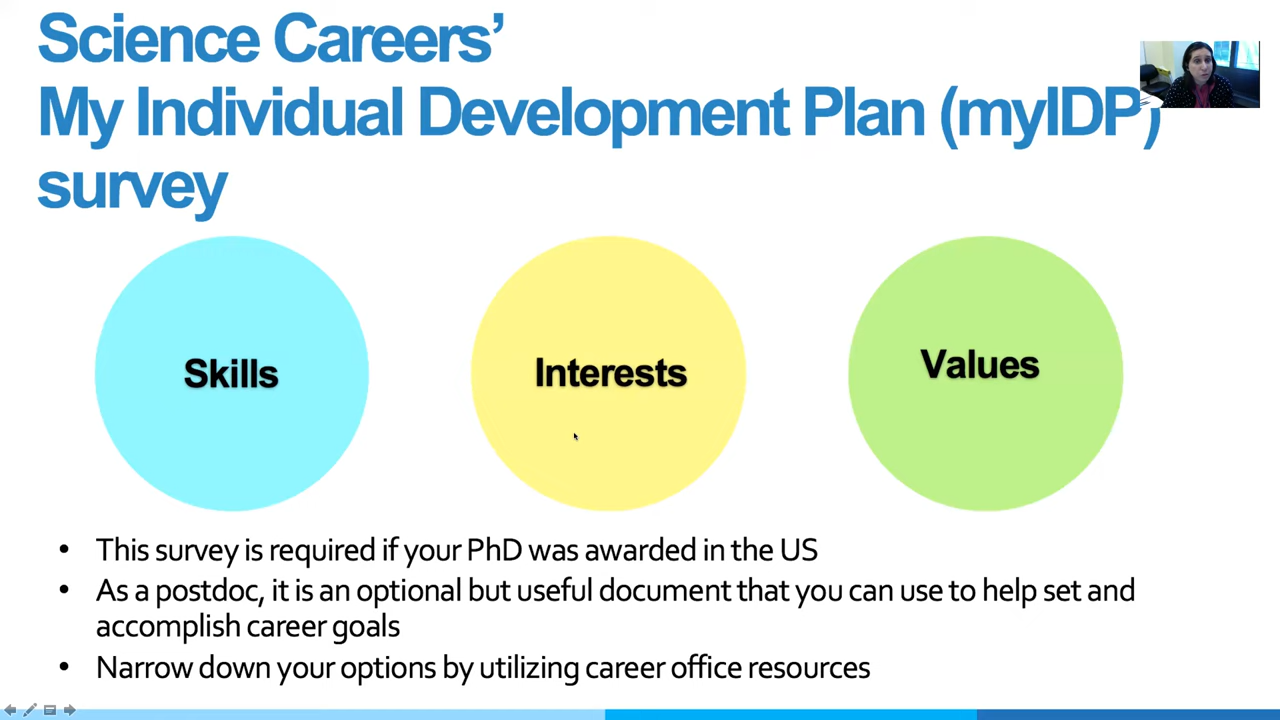 Science Careers’
My Individual Development Plan (myIDP)
survey
Skills
Interests
Values
• This survey is required if your PhD was awarded in the US
• As a postdoc, it is an optional but useful document that you can use to help set and
accomplish career goals
• Narrow down your options by utilizing career office resources